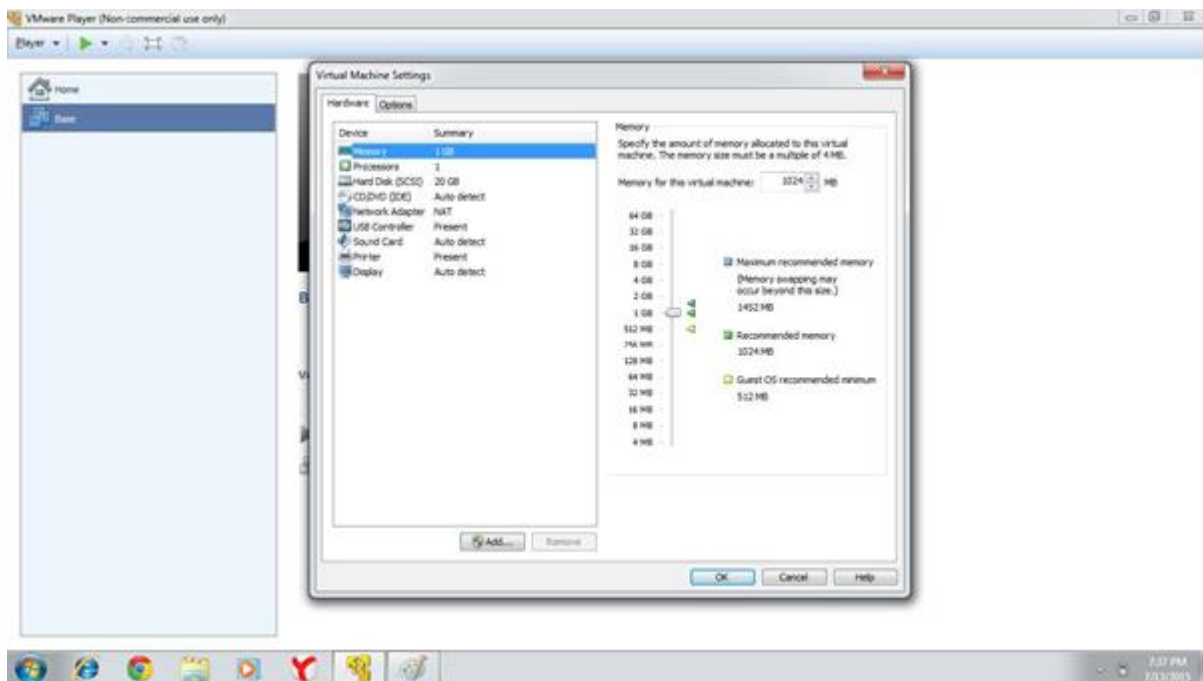 VMware Player (Non-commercial use only)
Player
Home
Base
Virtual Machine Settings
Hardware Options
Device Summary
Memory 1 GB
Processors 1
Hard Disk (SCSI) 20 GB
CD/DVD (IDE) Auto detect
Network Adapter NAT
USB Controller Present
Sound Card Auto detect
Printer Present
Display Auto detect
Add... Remove
Memory
Specify the amount of memory allocated to this virtual
machine. The memory size must be a multiple of 4 MB.
Memory for this virtual machine: 1024 MB
64 GB
32 GB
16 GB
8 GB
4 GB
2 GB
1 GB
512 MB
256 MB
128 MB
64 MB
32 MB
16 MB
8 MB
4 MB
Maximum recommended memory
(Memory swapping may
occur beyond this size.)
1452 MB
Recommended memory
1024 MB
Guest OS recommended minimum
512 MB
OK Cancel Help
B
V
7:37 PM
7/13/2015